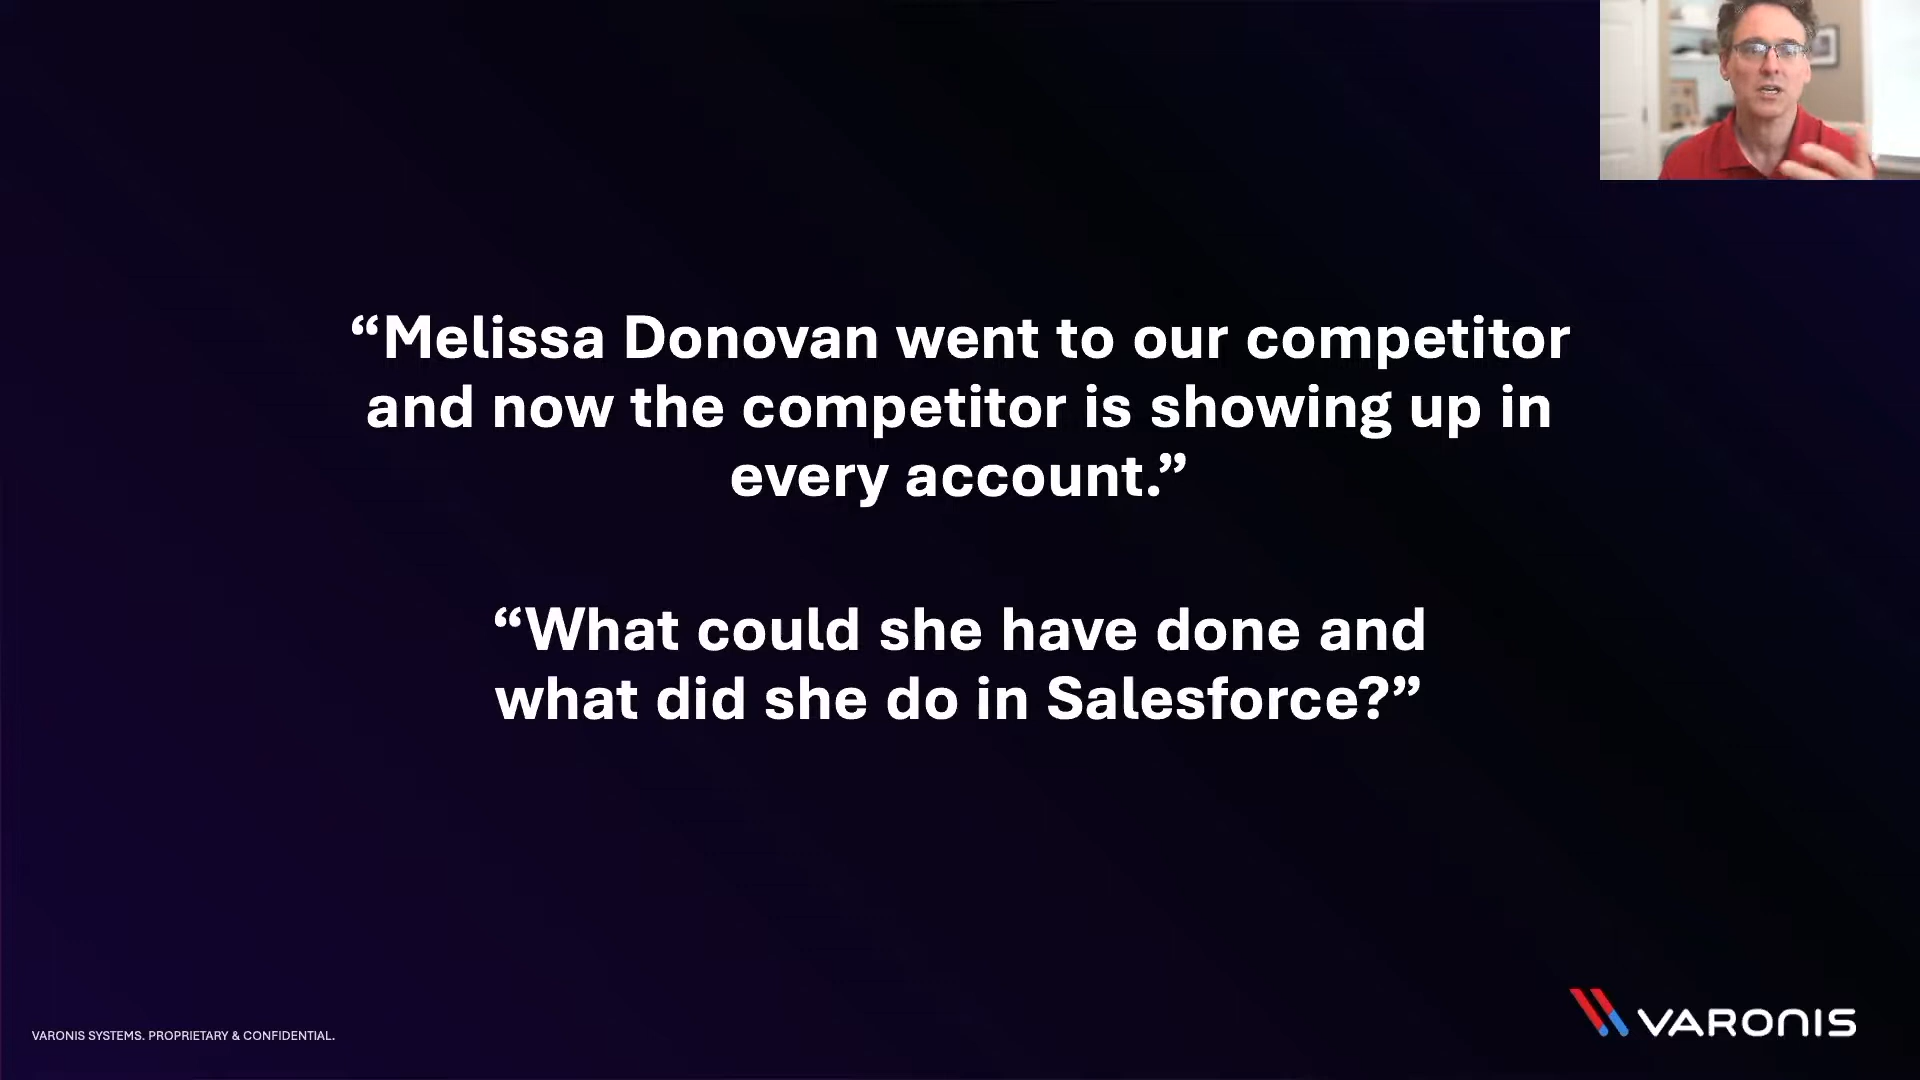 “Melissa Donovan went to our competitor
and now the competitor is showing up in
every account.”
“What could she have done and
what did she do in Salesforce?”
VARONIS SYSTEMS. PROPRIETARY & CONFIDENTIAL.
VARONIS